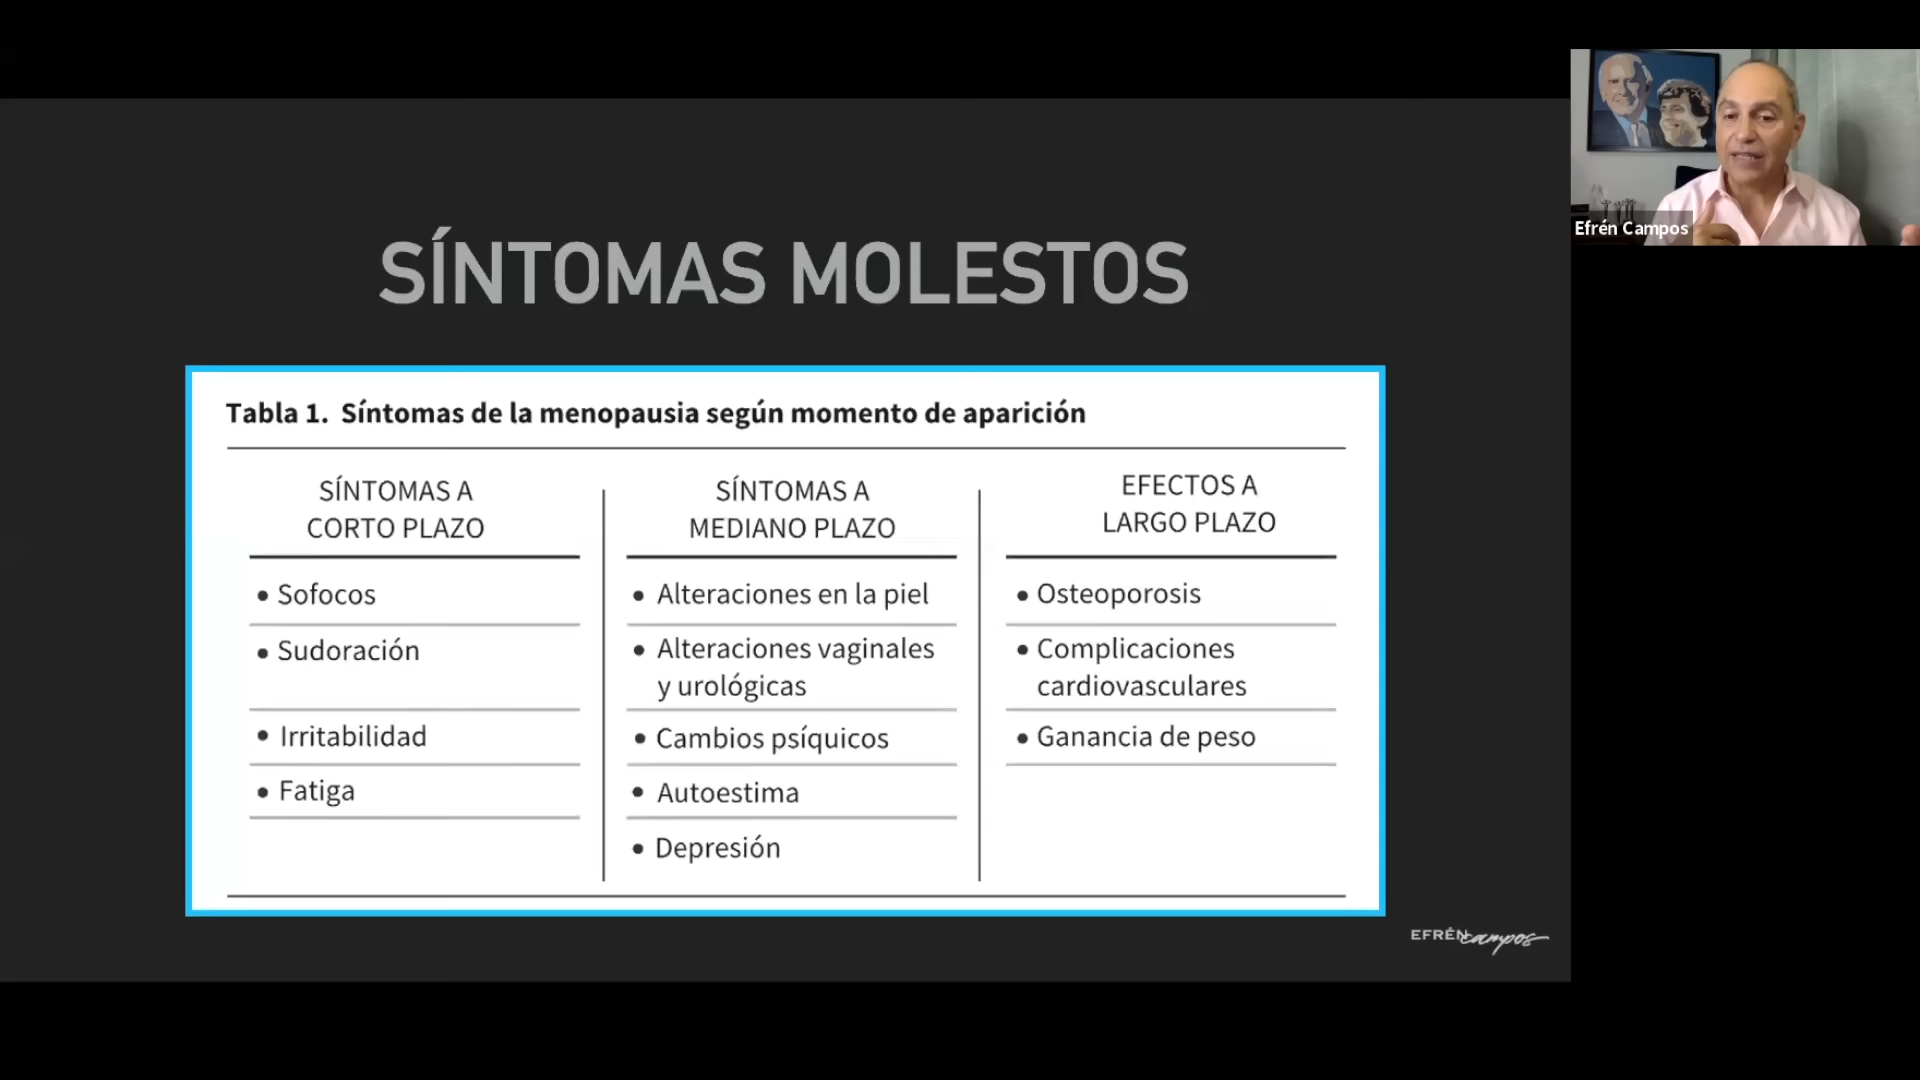 SÍNTOMAS MOLESTOS
Tabla 1. Síntomas de la menopausia según momento de aparición
SÍNTOMAS A
CORTO PLAZO
• Sofocos
• Sudoración
• Irritabilidad
• Fatiga
SÍNTOMAS A
MEDIANO PLAZO
• Alteraciones en la piel
• Alteraciones vaginales
y urológicas
• Cambios psíquicos
• Autoestima
• Depresión
EFECTOS A
LARGO PLAZO
• Osteoporosis
• Complicaciones
cardiovasculares
• Ganancia de peso
Efrén Campos
EFRÉN campos